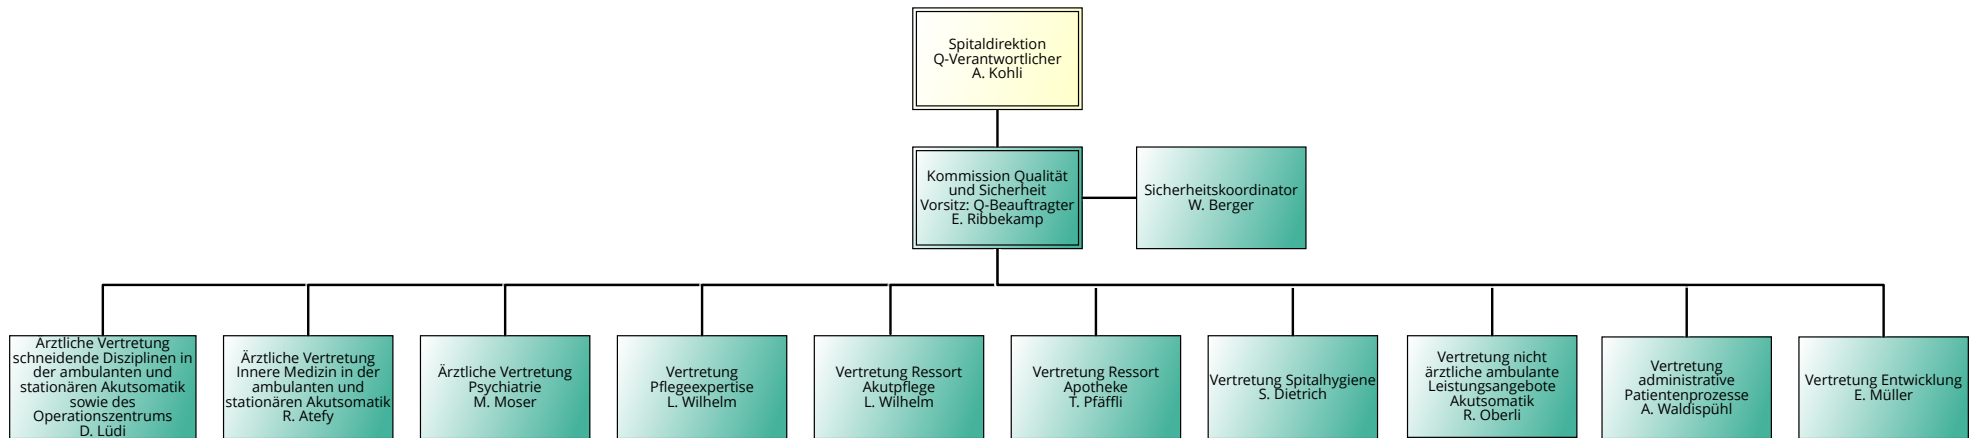 Spitaldirektion
Q-Verantwortlicher
A. Kohli
Kommission Qualität
und Sicherheit
Vorsitz: Q-Beauftragter
E. Ribbekamp
Sicherheitskoordinator
W. Berger
Ärztliche Vertretung
schneidende Disziplinen in
der ambulanten und
stationären Akutsomatik
sowie des
Operationszentrums
D. Lüdi
Ärztliche Vertretung
Innere Medizin in der
ambulanten und
stationären Akutsomatik
R. Atefy
Ärztliche Vertretung
Psychiatrie
M. Moser
Vertretung
Pflegeexpertise
L. Wilhelm
Vertretung Ressort
Akutpflege
L. Wilhelm
Vertretung Ressort
Apotheke
T. Pfäffli
Vertretung Spitalhygiene
S. Dietrich
Vertretung nicht
ärztliche ambulante
Leistungsangebote
Akutsomatik
R. Oberli
Vertretung
administrative
Patientenprozesse
A. Waldispühl
Vertretung Entwicklung
E. Müller